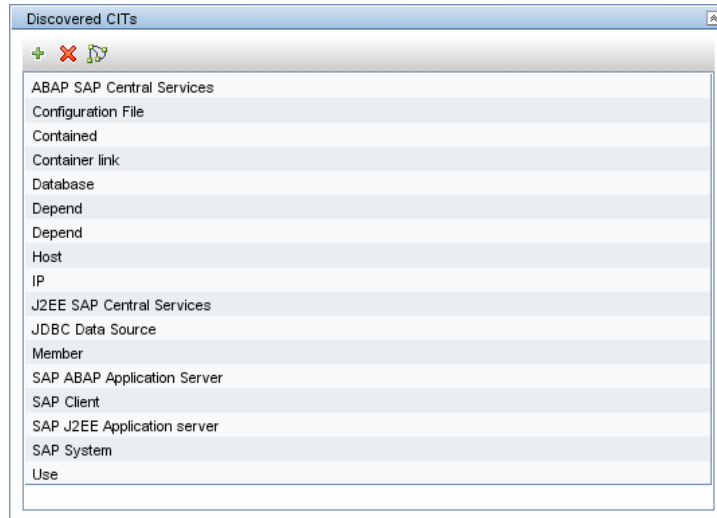 Discovered CITs
ABAP SAP Central Services
Configuration File
Contained
Container link
Database
Depend
Depend
Host
IP
J2EE SAP Central Services
JDBC Data Source
Member
SAP ABAP Application Server
SAP Client
SAP J2EE Application server
SAP System
Use